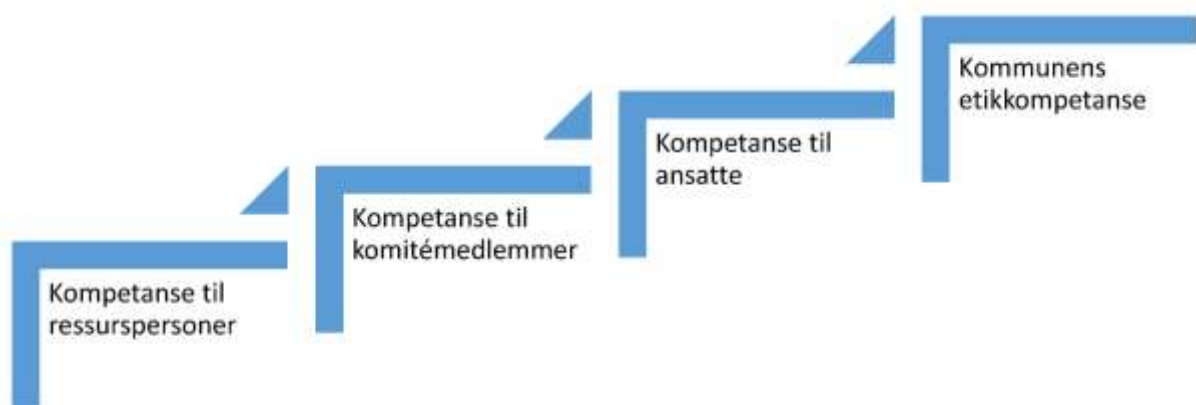 Kompetanse til
ressurspersoner
Kompetanse til
komitémedlemmer
Kompetanse til
ansatte
Kommunens
etikkompetanse